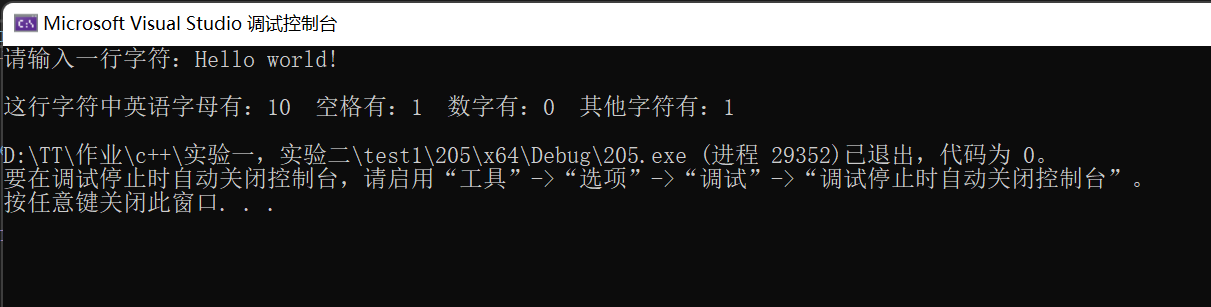 C:\ Microsoft Visual Studio 调试控制台
请输入一行字符：Hello world!
这行字符中英语字母有：10  空格有：1  数字有：0  其他字符有：1
D:\TT\作业\c++\实验一，实验二\test1\205\x64\Debug\205.exe (进程 29352)已退出，代码为 0。
要在调试停止时自动关闭控制台，请启用“工具”->“选项”->“调试”->“调试停止时自动关闭控制台”。
按任意键关闭此窗口. . .